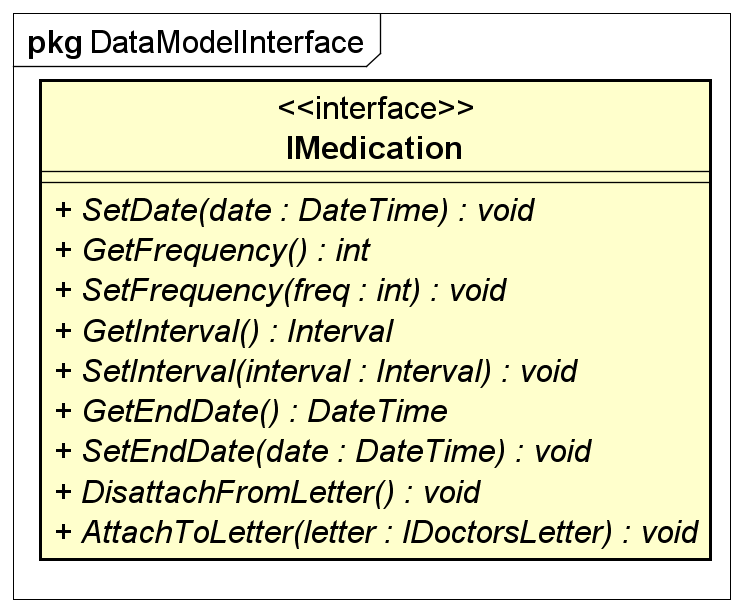 pkg DataModelInterface
<<interface>>
IMedication
+ SetDate(date : DateTime) : void
+ GetFrequency() : int
+ SetFrequency(freq : int) : void
+ GetInterval() : Interval
+ SetInterval(interval : Interval) : void
+ GetEndDate() : DateTime
+ SetEndDate(date : DateTime) : void
+ DisattachFromLetter() : void
+ AttachToLetter(letter : IDoctorsLetter) : void